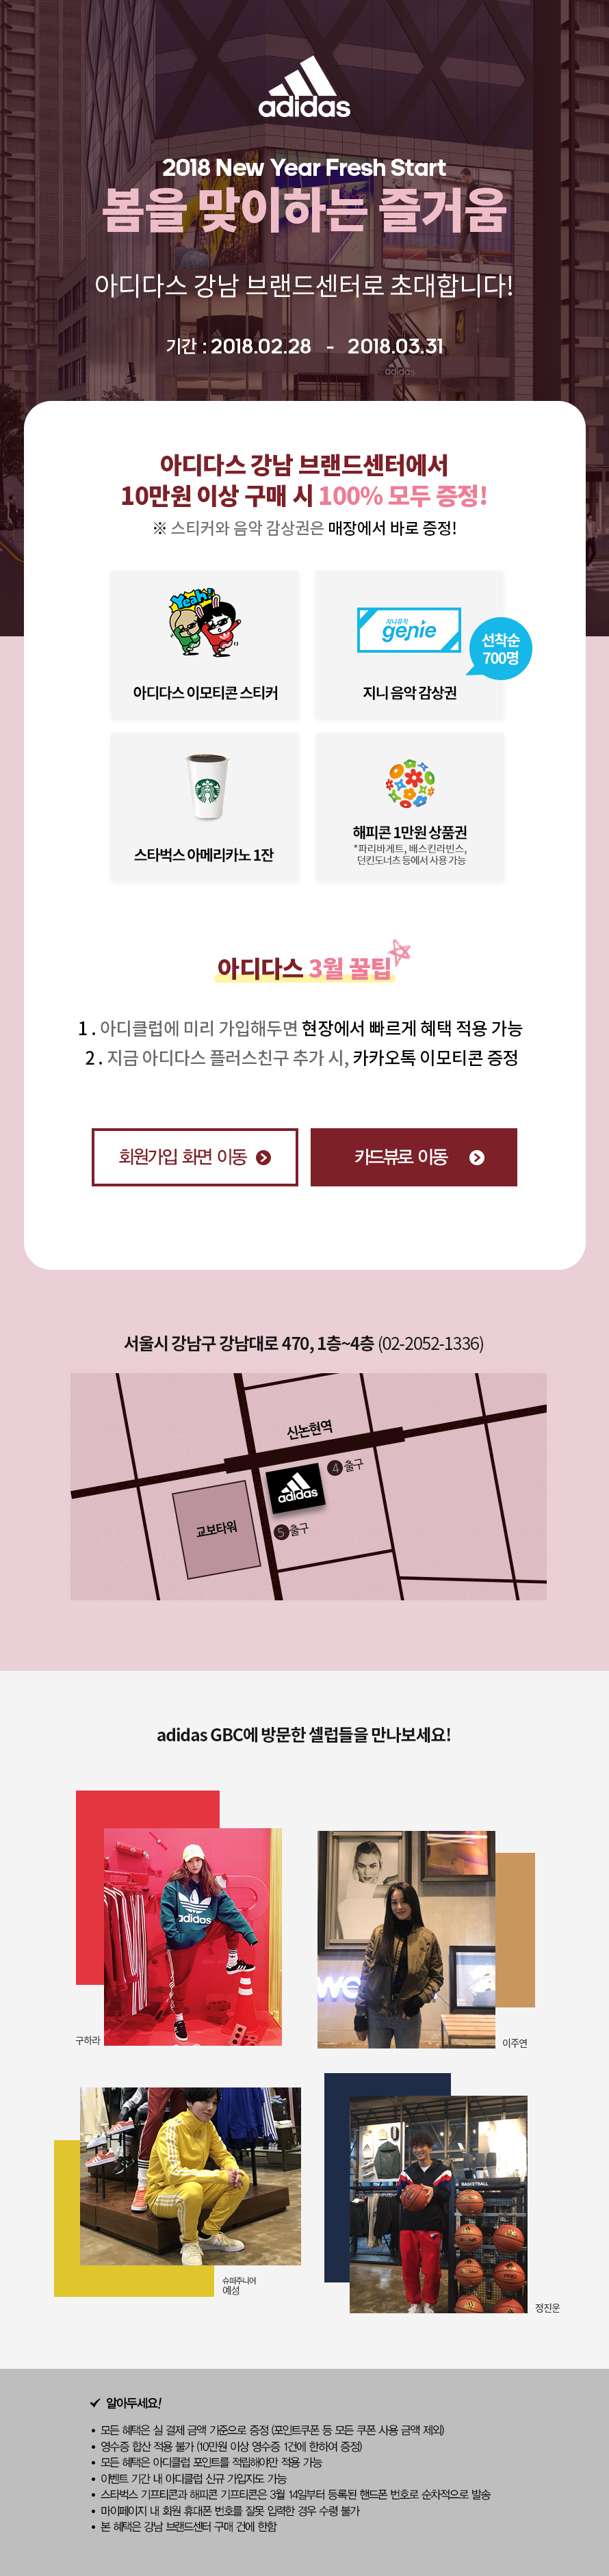 adidas
2018 New Year Fresh Start
봄을 맞이하는 즐거움
아디다스 강남 브랜드센터로 초대합니다!
기간 : 2018.02.28 - 2018.03.31
adidas
아디다스 강남 브랜드센터에서
10만원 이상 구매 시 100% 모두 증정!
※ 스티커와 음악 감상권은 매장에서 바로 증정!
Yeah!
아디다스 이모티콘 스티커
지니뮤직
genie
선착순
700명
지니 음악 감상권
스타벅스 아메리카노 1잔
해피콘 1만원 상품권
*파리바게트, 배스킨라빈스,
던킨도너츠 등에서 사용 가능
아디다스 3월 꿀팁
1 . 아디클럽에 미리 가입해두면 현장에서 빠르게 혜택 적용 가능
2 . 지금 아디다스 플러스친구 추가 시, 카카오톡 이모티콘 증정
회원가입 화면 이동
카드뷰로 이동
서울시 강남구 강남대로 470, 1층~4층 (02-2052-1336)
신논현역
4 출구
adidas
교보타워
5 출구
adidas GBC에 방문한 셀럽들을 만나보세요!
adidas
구하라
we
이주연
슈퍼주니어
예성
BASKETBALL
정진운
알아두세요!
• 모든 혜택은 실 결제 금액 기준으로 증정 (포인트쿠폰 등 모든 쿠폰 사용 금액 제외)
• 영수증 합산 적용 불가 (10만원 이상 영수증 1건에 한하여 증정)
• 모든 혜택은 아디클럽 포인트를 적립해야만 적용 가능
• 이벤트 기간 내 아디클럽 신규 가입자도 가능
• 스타벅스 기프티콘과 해피콘 기프티콘은 3월 14일부터 등록된 핸드폰 번호로 순차적으로 발송
• 마이페이지 내 회원 휴대폰 번호를 잘못 입력한 경우 수령 불가
• 본 혜택은 강남 브랜드센터 구매 건에 한함